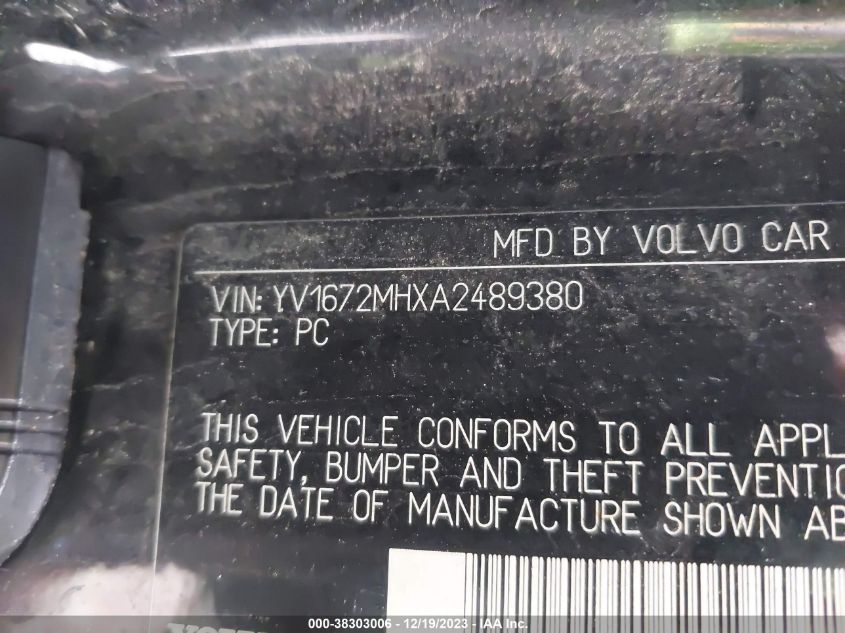 MFD BY VOLVO CAR
VIN: YV1672MHXA2489380
TYPE: PC
THIS VEHICLE CONFORMS TO ALL APPL
SAFETY, BUMPER AND THEFT PREVENTIO
THE DATE OF MANUFACTURE SHOWN AB
000-38303006 - 12/19/2023 - IAA Inc.